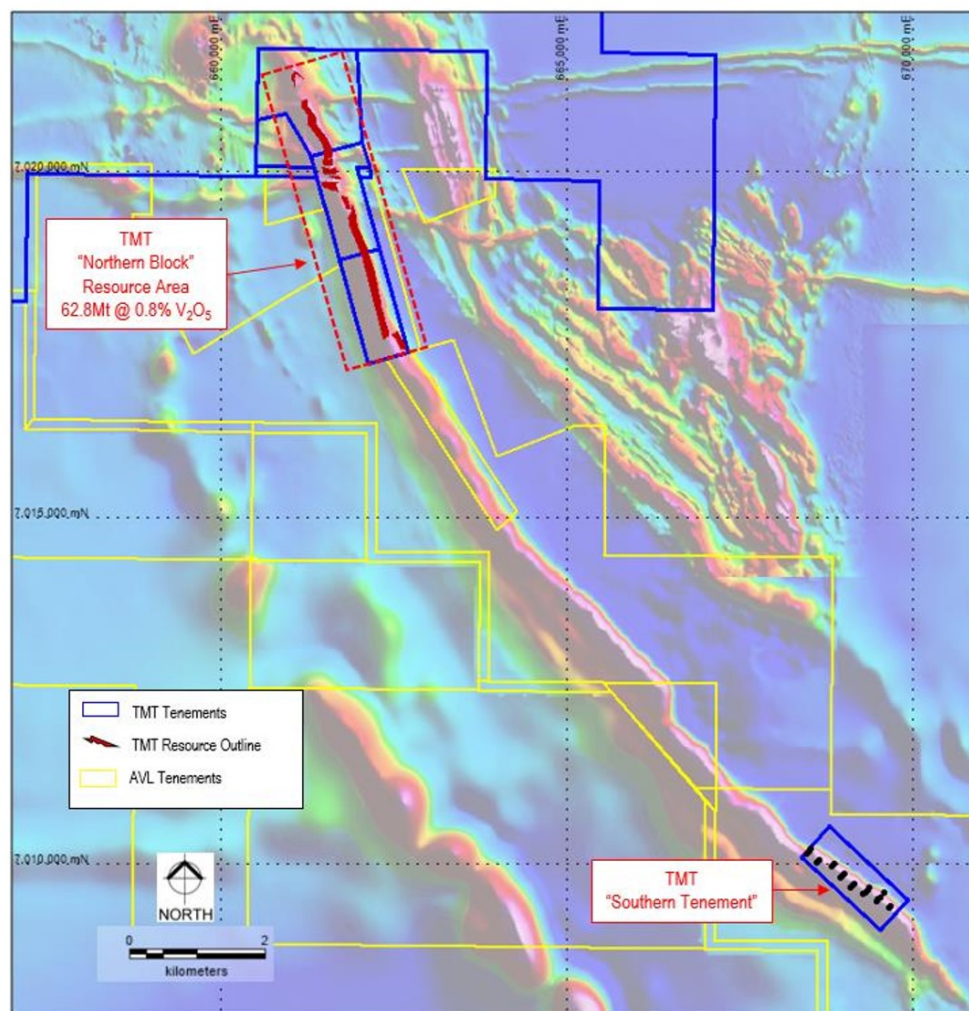 660,000 mE
665,000 mE
670,000 mE
7,020,000 mN
TMT
“Northern Block”
Resource Area
62.8Mt @ 0.8% V₂O₅
7,015,000 mN
TMT Tenements
TMT Resource Outline
AVL Tenements
7,010,000 mN
TMT
“Southern Tenement”
NORTH
0 2
kilometers